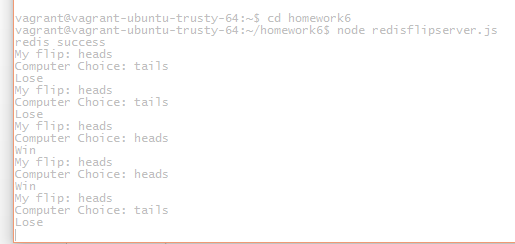 vagrant@vagrant-ubuntu-trusty-64:~$ cd homework6
vagrant@vagrant-ubuntu-trusty-64:~/homework6$ node redisflipserver.js
redis success
My flip: heads
Computer Choice: tails
Lose
My flip: heads
Computer Choice: tails
Lose
My flip: heads
Computer Choice: heads
Win
My flip: heads
Computer Choice: heads
Win
My flip: heads
Computer Choice: tails
Lose